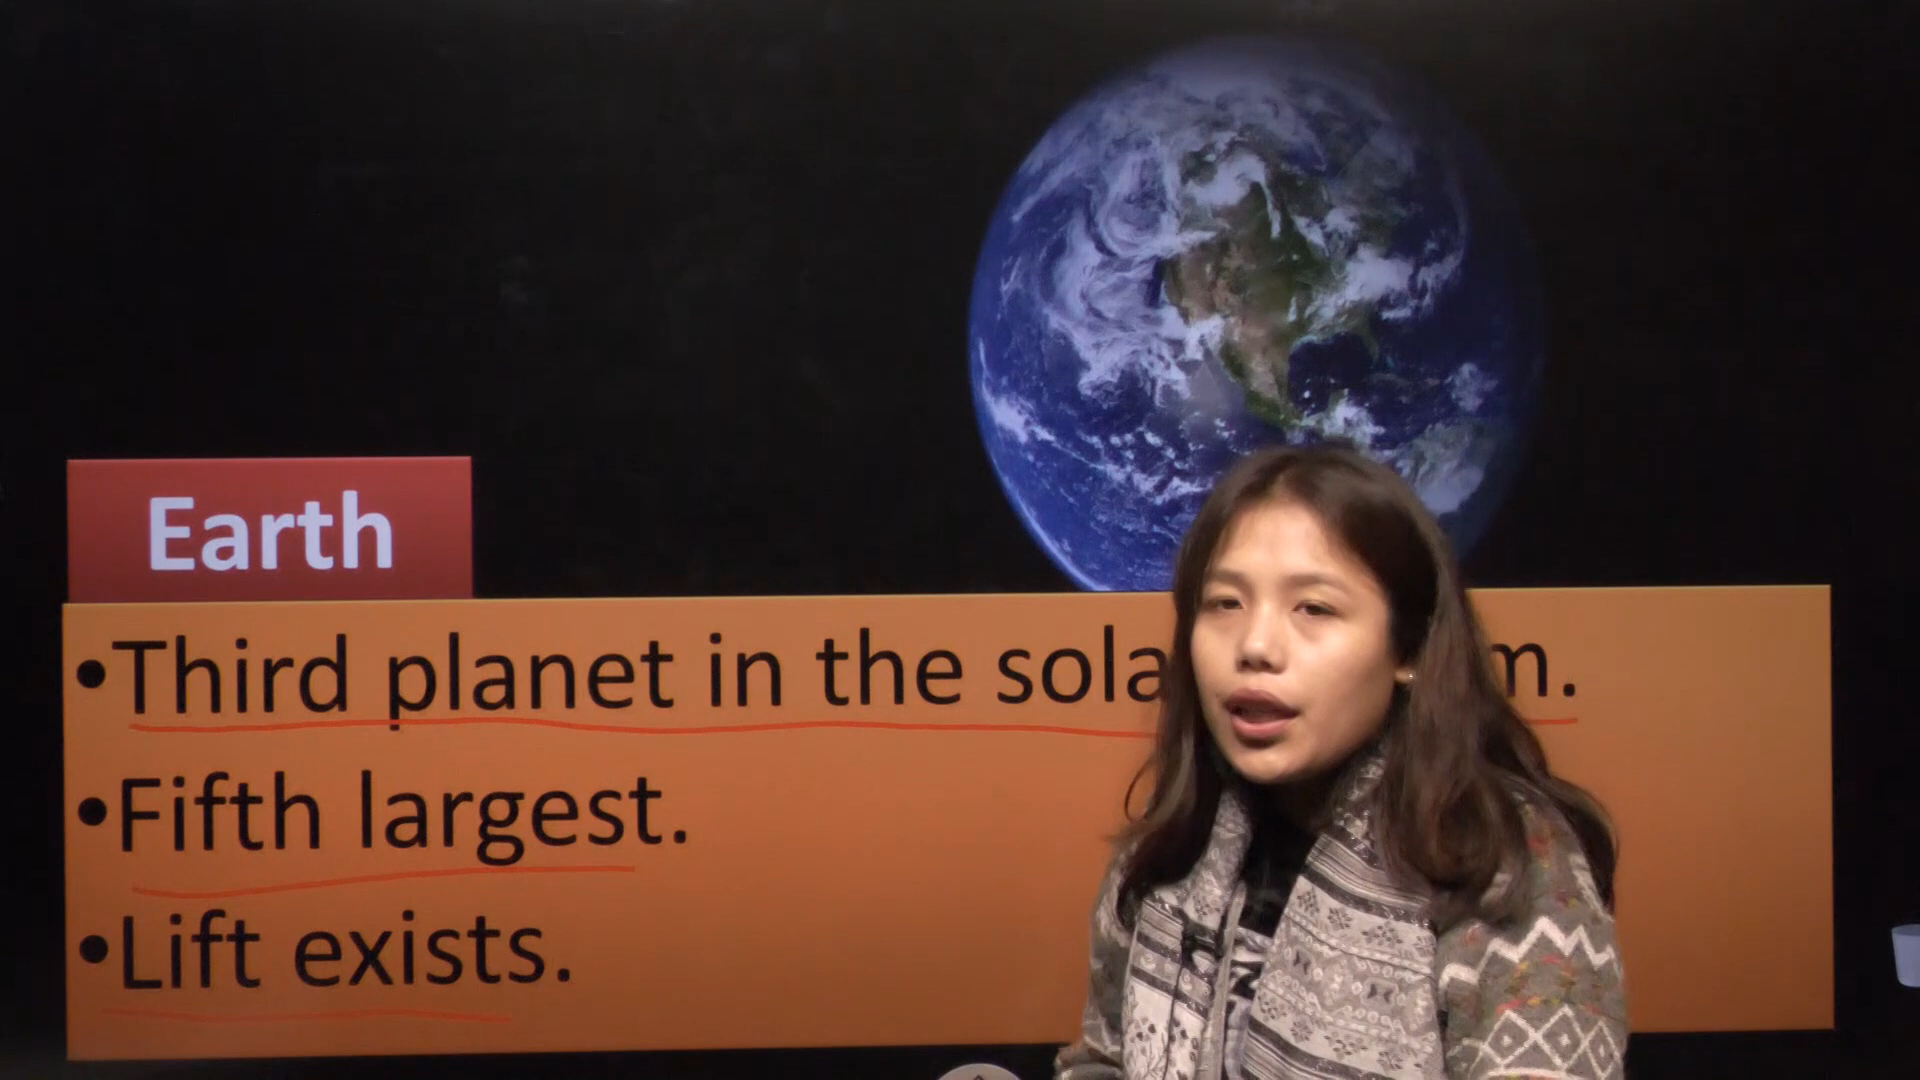 Earth
•Third planet in the sola m.
•Fifth largest.
•Lift exists.